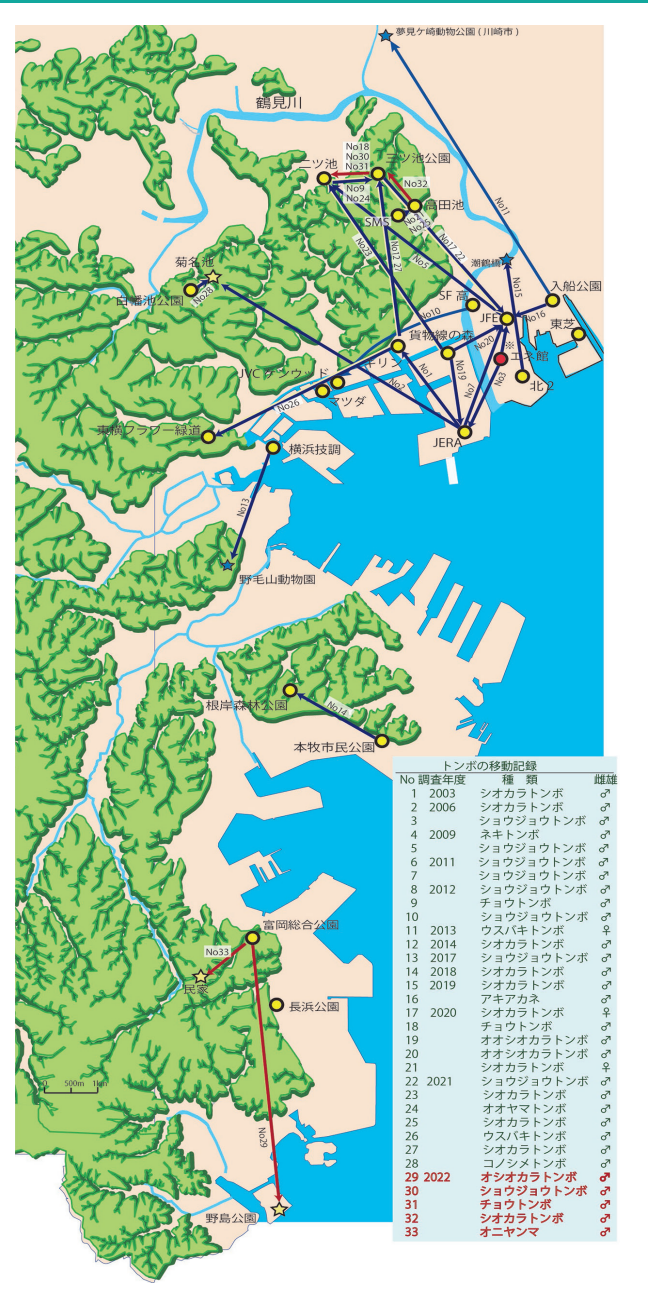 夢見ケ崎動物公園(川崎市)
鶴見川
No18
No30
No31
二ツ池
三ツ池公園
No9
No24
No32
高田池
SMS
No25
No11
No17 22
No12 27
No23
No5
潮鶴橋
菊名池
白幡池公園
No28
No15
入船公園
SF 高
No10
JFE
No16
東芝
貨物線の森
No20
※
エネ館
キリン
No1
No19
No3
北2
JVCケンウッド
No2
No7
マツダ
No26
東横フラワー緑道
JERA
横浜技調
No13
野毛山動物園
根岸森林公園
No14
本牧市民公園
富岡総合公園
No33
民家
長浜公園
0 500m 1km
No29
野島公園
トンボの移動記録
No 調査年度 種 類 雌雄
1 2003 シオカラトンボ ♂
2 2006 シオカラトンボ ♂
3 ショウジョウトンボ ♂
4 2009 ネキトンボ ♂
5 ショウジョウトンボ ♂
6 2011 ショウジョウトンボ ♂
7 ショウジョウトンボ ♂
8 2012 ショウジョウトンボ ♂
9 チョウトンボ ♂
10 ショウジョウトンボ ♂
11 2013 ウスバキトンボ ♀
12 2014 シオカラトンボ ♂
13 2017 ショウジョウトンボ ♂
14 2018 シオカラトンボ ♂
15 2019 シオカラトンボ ♂
16 アキアカネ ♂
17 2020 シオカラトンボ ♀
18 チョウトンボ ♂
19 オオシオカラトンボ ♂
20 オオシオカラトンボ ♂
21 シオカラトンボ ♀
22 2021 ショウジョウトンボ ♂
23 シオカラトンボ ♂
24 オオヤマトンボ ♂
25 シオカラトンボ ♂
26 ウスバキトンボ ♂
27 シオカラトンボ ♂
28 コノシメトンボ ♂
29 2022 オシオカラトンボ ♂
30 ショウジョウトンボ ♂
31 チョウトンボ ♂
32 シオカラトンボ ♂
33 オニヤンマ ♂